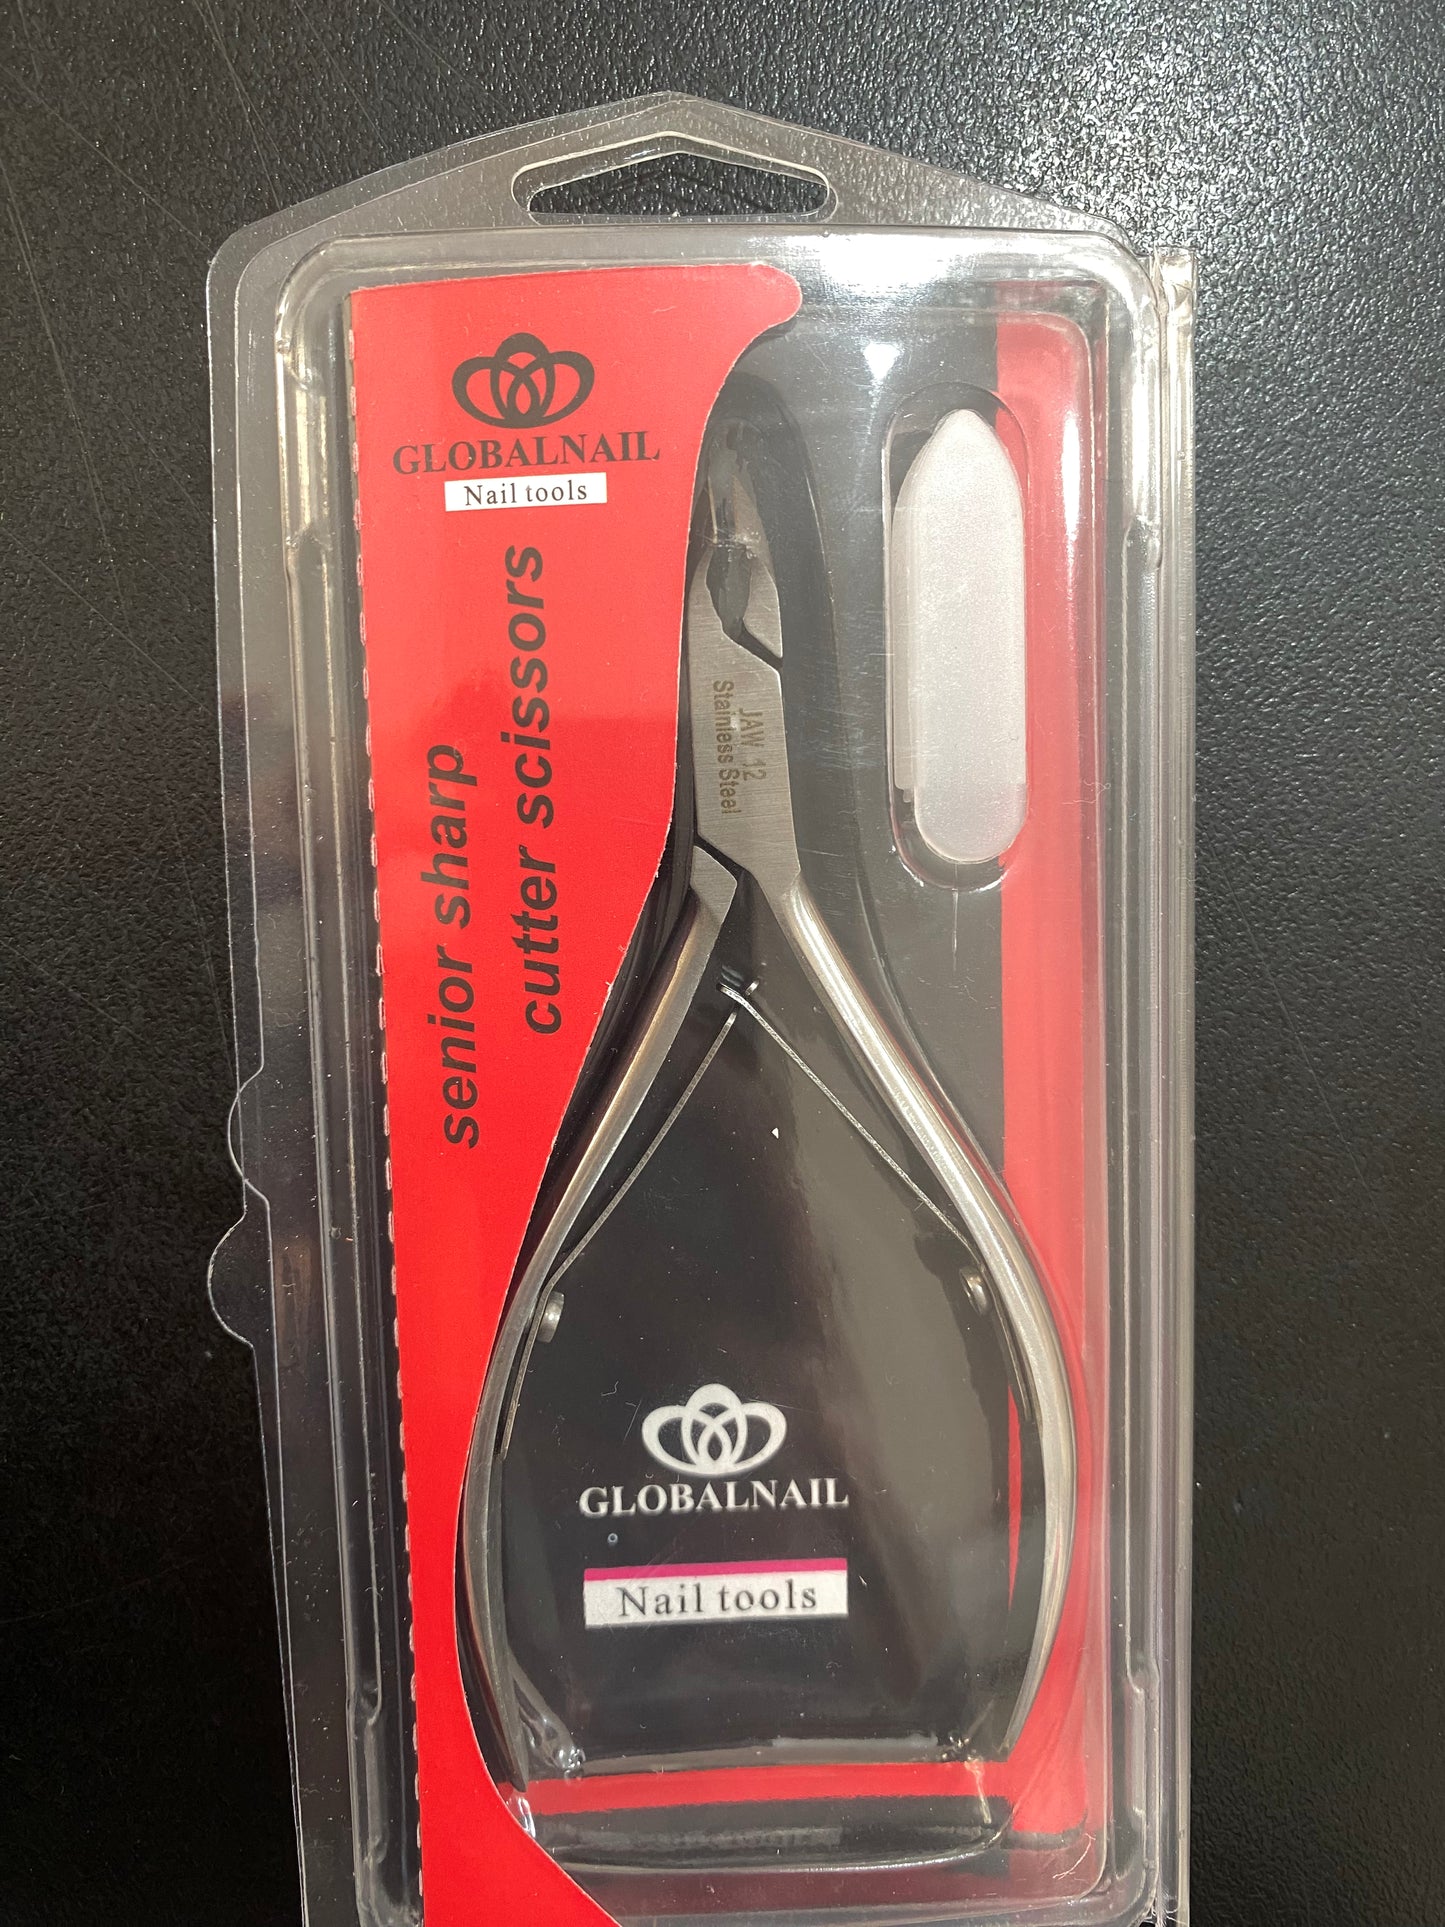 GLOBALNAIL
Nail tools
senior sharp
cutter scissors
JAW 12
Stainless Steel
GLOBALNAIL
Nail tools